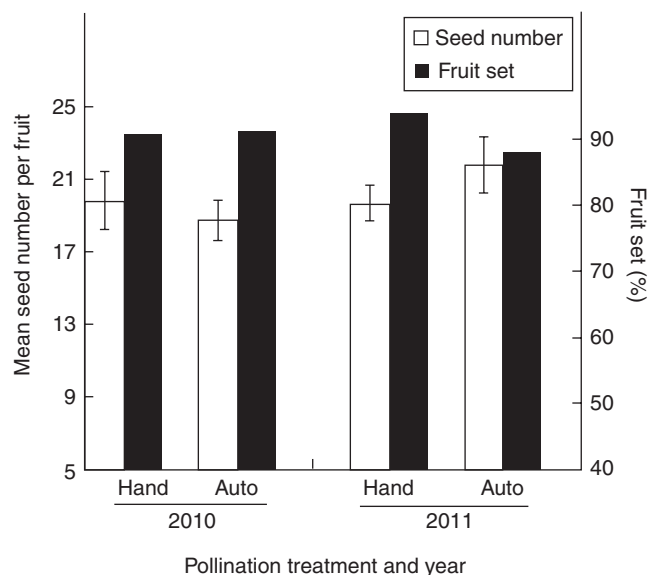 Seed number
Fruit set
Mean seed number per fruit
25
21
17
13
9
5
90
80
70
60
50
40
Fruit set (%)
Hand Auto Hand Auto
2010 2011
Pollination treatment and year